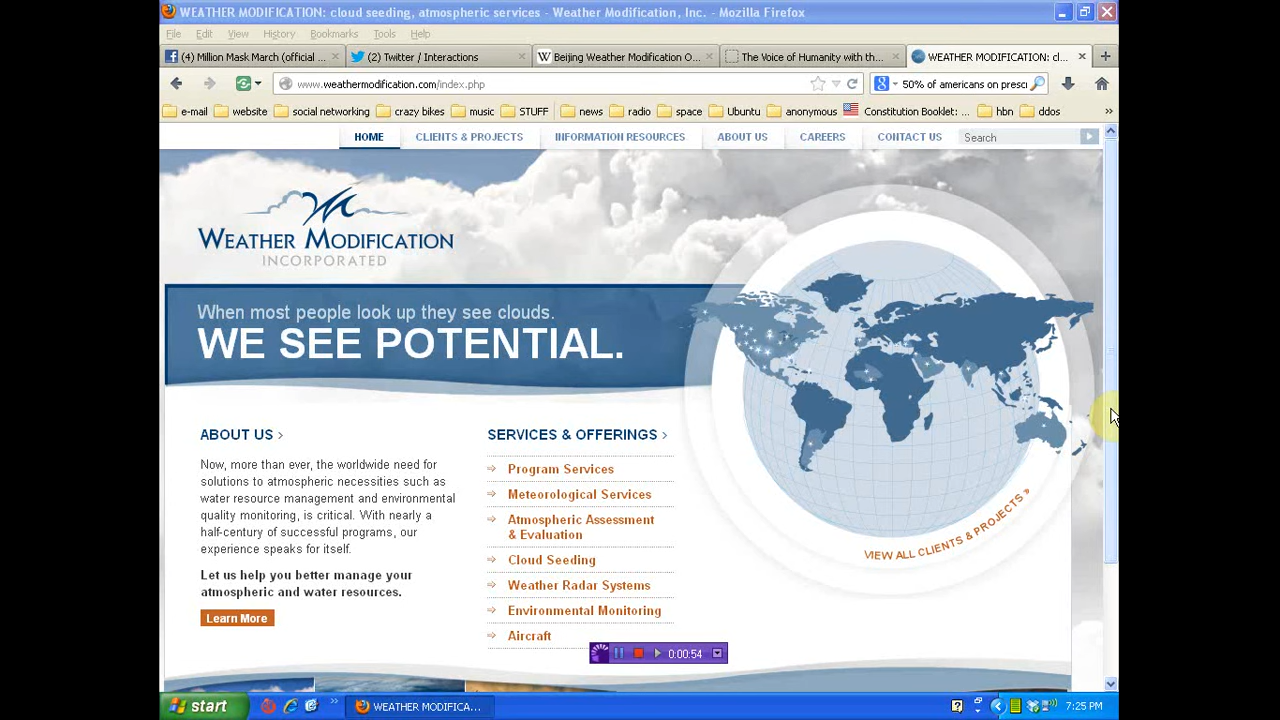 WEATHER MODIFICATION: cloud seeding, atmospheric services - Weather Modification, Inc. - Mozilla Firefox
File Edit View History Bookmarks Tools Help
(4) Million Mask March (official ... (2) Twitter / Interactions Beijing Weather Modification O... The Voice of Humanity with th... WEATHER MODIFICATION: cl...
www.weathermodification.com/index.php 50% of americans on presc
e-mail website social networking crazy bikes music STUFF news radio space Ubuntu anonymous Constitution Booklet: ... hbn ddos »
HOME CLIENTS & PROJECTS INFORMATION RESOURCES ABOUT US CAREERS CONTACT US Search
WEATHER MODIFICATION
INCORPORATED
When most people look up they see clouds.
WE SEE POTENTIAL.
ABOUT US >
Now, more than ever, the worldwide need for
solutions to atmospheric necessities such as
water resource management and environmental
quality monitoring, is critical. With nearly a
half-century of successful programs, our
experience speaks for itself.
Let us help you better manage your
atmospheric and water resources.
Learn More
SERVICES & OFFERINGS >
Program Services
Meteorological Services
Atmospheric Assessment
& Evaluation
Cloud Seeding
Weather Radar Systems
Environmental Monitoring
Aircraft
VIEW ALL CLIENTS & PROJECTS »
0:00:54
start » WEATHER MODIFICA... 7:25 PM